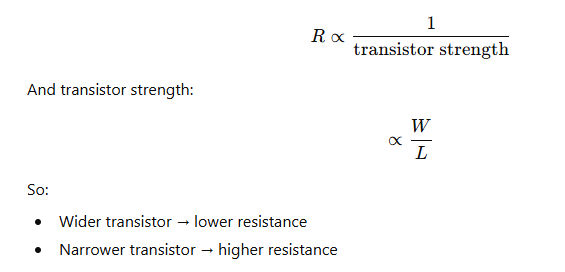 R ∝ 1 / transistor strength
And transistor strength:
∝ W / L
So:
• Wider transistor → lower resistance
• Narrower transistor → higher resistance